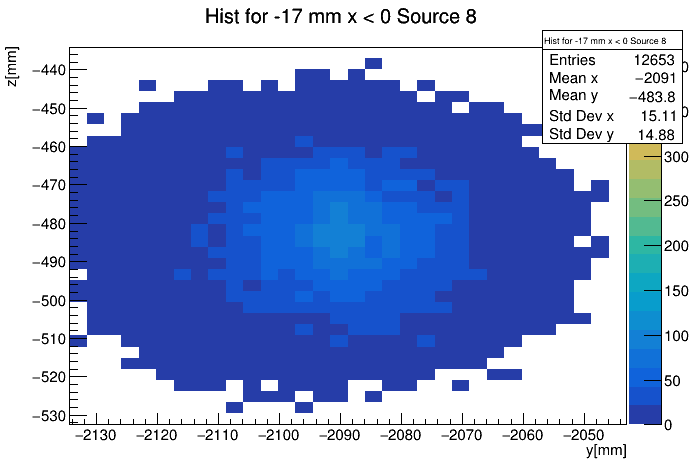 Hist for -17 mm x < 0 Source 8
Hist for -17 mm x < 0 Source 8
Entries 12653
Mean x −2091
Mean y −483.8
Std Dev x 15.11
Std Dev y 14.88
z[mm]
−440
−450
−460
−470
−480
−490
−500
−510
−520
−530
−2130 −2120 −2110 −2100 −2090 −2080 −2070 −2060 −2050
y[mm]
300
250
200
150
100
50
0